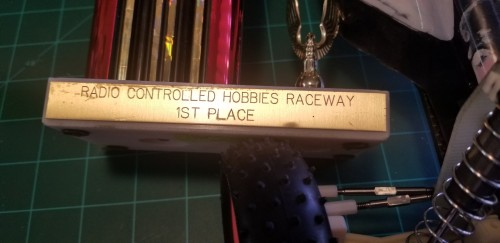 RADIO CONTROLLED HOBBIES RACEWAY
1ST PLACE